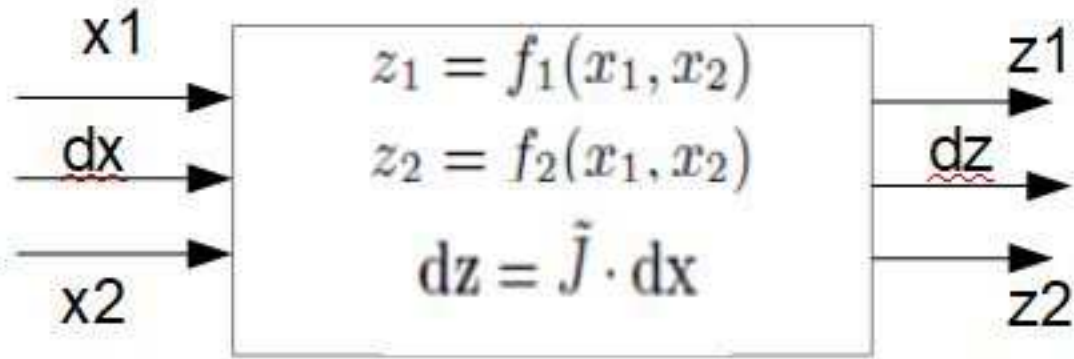 x1
dx
x2
z₁ = f₁(x₁, x₂)
z₂ = f₂(x₁, x₂)
dz = J̃ · dx
z1
dz
z2